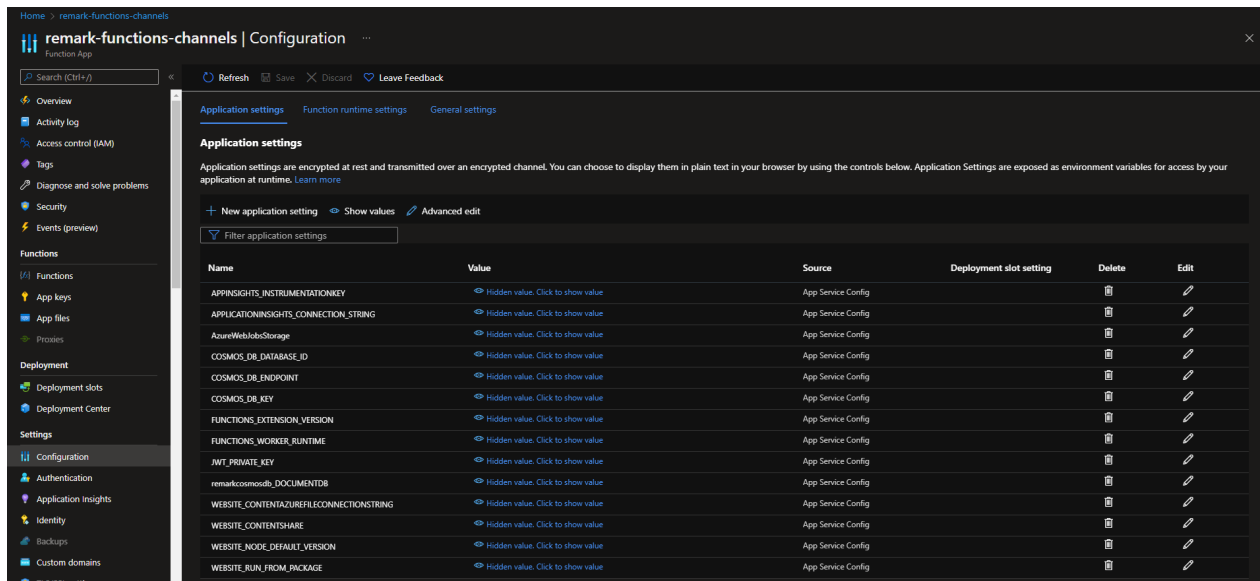 Home > remark-functions-channels
remark-functions-channels | Configuration ...
Function App
Search (Ctrl+/)
«
Refresh Save Discard Leave Feedback
Overview
Activity log
Access control (IAM)
Tags
Diagnose and solve problems
Security
Events (preview)
Functions
Functions
App keys
App files
Proxies
Deployment
Deployment slots
Deployment Center
Settings
Configuration
Authentication
Application Insights
Identity
Backups
Custom domains
Application settings Function runtime settings General settings
Application settings
Application settings are encrypted at rest and transmitted over an encrypted channel. You can choose to display them in plain text in your browser by using the controls below. Application Settings are exposed as environment variables for access by your
application at runtime. Learn more
New application setting Show values Advanced edit
Filter application settings
Name Value Source Deployment slot setting Delete Edit
APPINSIGHTS_INSTRUMENTATIONKEY Hidden value. Click to show value App Service Config
APPLICATIONINSIGHTS_CONNECTION_STRING Hidden value. Click to show value App Service Config
AzureWebJobsStorage Hidden value. Click to show value App Service Config
COSMOS_DB_DATABASE_ID Hidden value. Click to show value App Service Config
COSMOS_DB_ENDPOINT Hidden value. Click to show value App Service Config
COSMOS_DB_KEY Hidden value. Click to show value App Service Config
FUNCTIONS_EXTENSION_VERSION Hidden value. Click to show value App Service Config
FUNCTIONS_WORKER_RUNTIME Hidden value. Click to show value App Service Config
JWT_PRIVATE_KEY Hidden value. Click to show value App Service Config
remarkcosmosdb_DOCUMENTDB Hidden value. Click to show value App Service Config
WEBSITE_CONTENTAZUREFILECONNECTIONSTRING Hidden value. Click to show value App Service Config
WEBSITE_CONTENTSHARE Hidden value. Click to show value App Service Config
WEBSITE_NODE_DEFAULT_VERSION Hidden value. Click to show value App Service Config
WEBSITE_RUN_FROM_PACKAGE Hidden value. Click to show value App Service Config